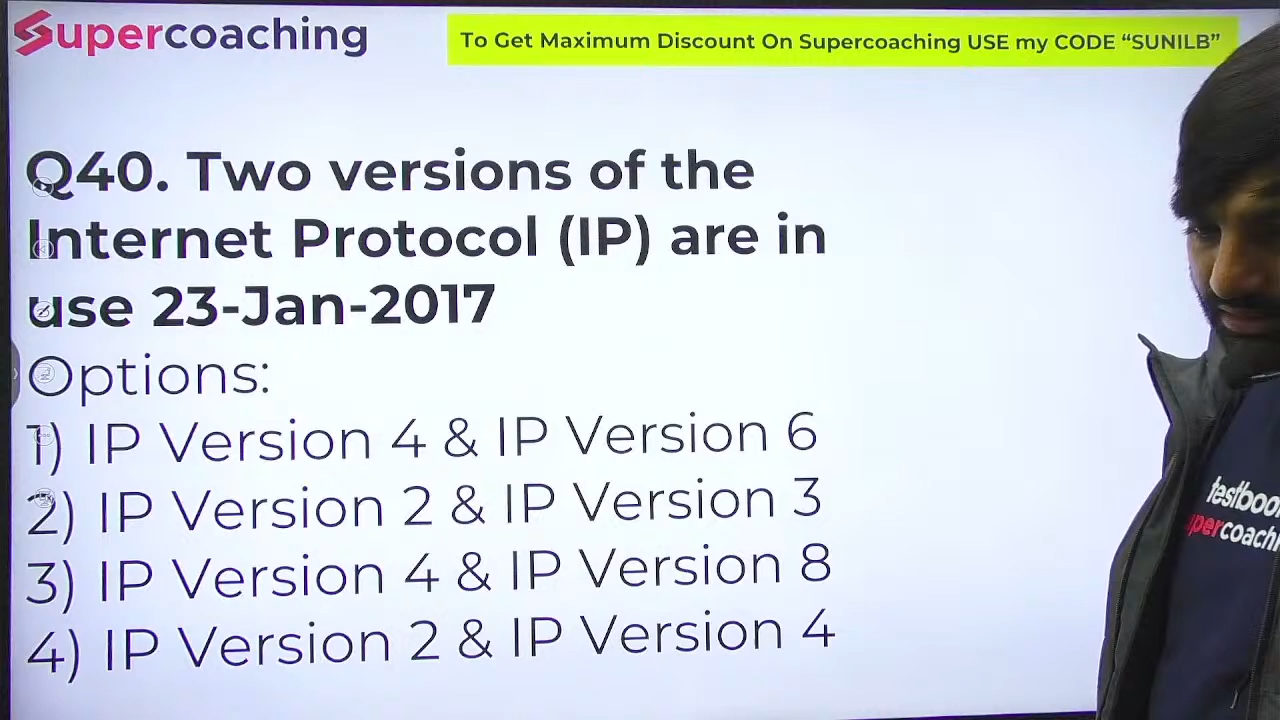 Supercoaching
To Get Maximum Discount On Supercoaching USE my CODE “SUNILB”
Q40. Two versions of the
Internet Protocol (IP) are in
use 23-Jan-2017
Options:
1) IP Version 4 & IP Version 6
2) IP Version 2 & IP Version 3
3) IP Version 4 & IP Version 8
4) IP Version 2 & IP Version 4
testboo
percoachi